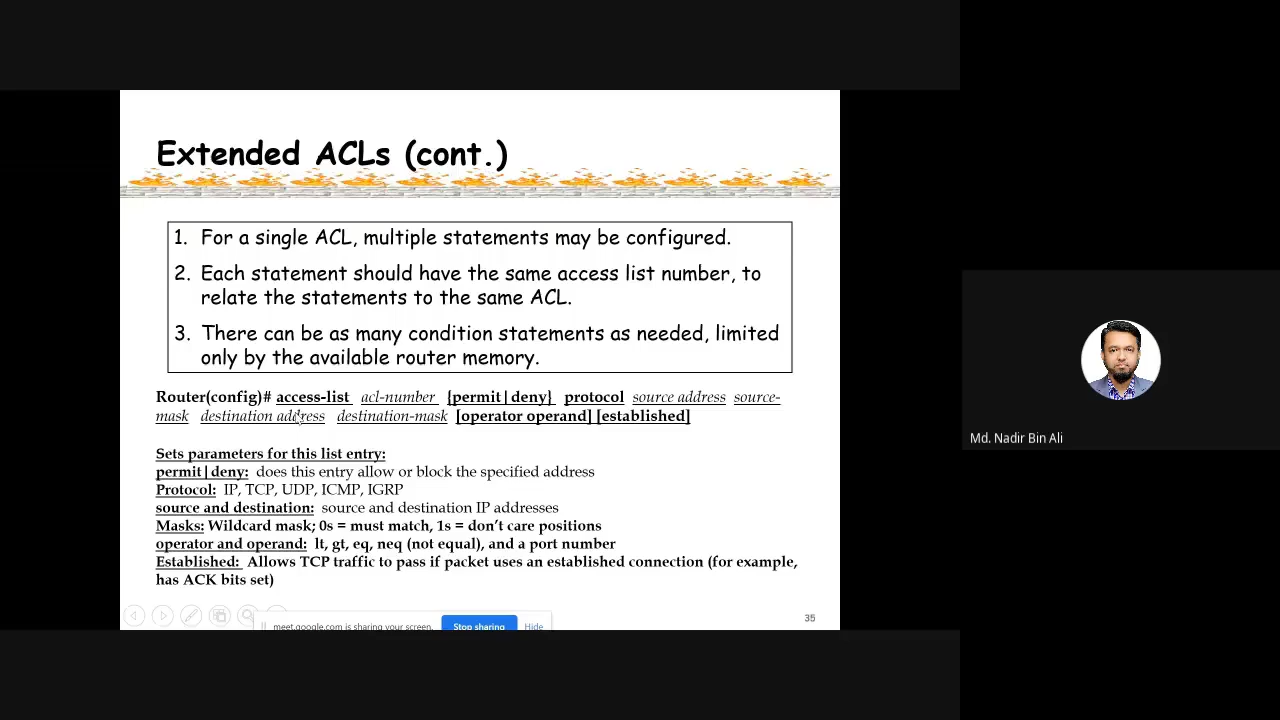 Extended ACLs (cont.)
1. For a single ACL, multiple statements may be configured.
2. Each statement should have the same access list number, to
relate the statements to the same ACL.
3. There can be as many condition statements as needed, limited
only by the available router memory.
Router(config)# access-list acl-number {permit|deny} protocol source address source-
mask destination address destination-mask [operator operand] [established]
Sets parameters for this list entry:
permit|deny: does this entry allow or block the specified address
Protocol: IP, TCP, UDP, ICMP, IGRP
source and destination: source and destination IP addresses
Masks: Wildcard mask; 0s = must match, 1s = don't care positions
operator and operand: lt, gt, eq, neq (not equal), and a port number
Established: Allows TCP traffic to pass if packet uses an established connection (for example,
has ACK bits set)
meet.google.com is sharing your screen. Stop sharing Hide
35
Md. Nadir Bin Ali